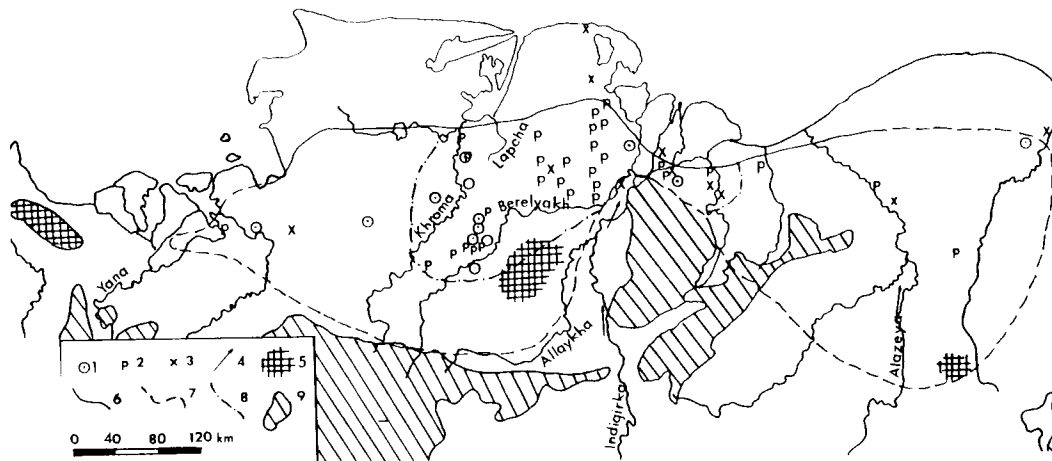 Lapcha
Khroma
Berelyakh
Yana
Allaykha
Indigirka
Alazeya
1 p 2 x 3 4 5
6 7 8 9
0 40 80 120 km